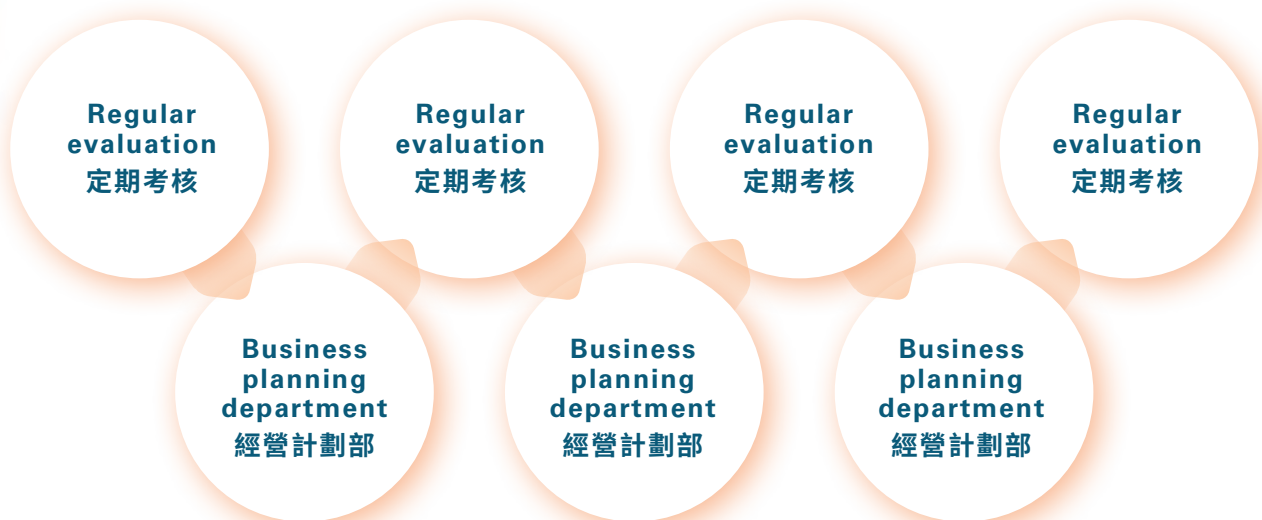 Regular
evaluation
定期考核
Regular
evaluation
定期考核
Regular
evaluation
定期考核
Regular
evaluation
定期考核
Business
planning
department
經營計劃部
Business
planning
department
經營計劃部
Business
planning
department
經營計劃部